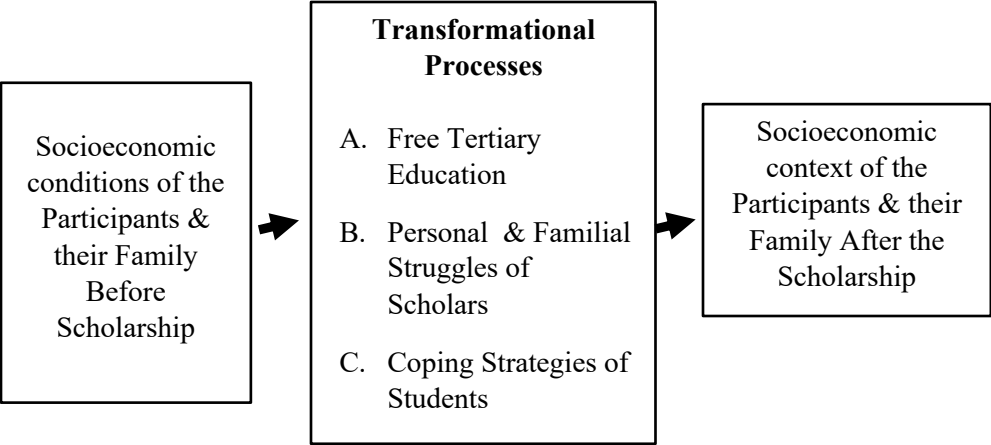 Socioeconomic
conditions of the
Participants &
their Family
Before
Scholarship
Transformational
Processes
A. Free Tertiary
Education
B. Personal & Familial
Struggles of
Scholars
C. Coping Strategies of
Students
Socioeconomic
context of the
Participants & their
Family After the
Scholarship